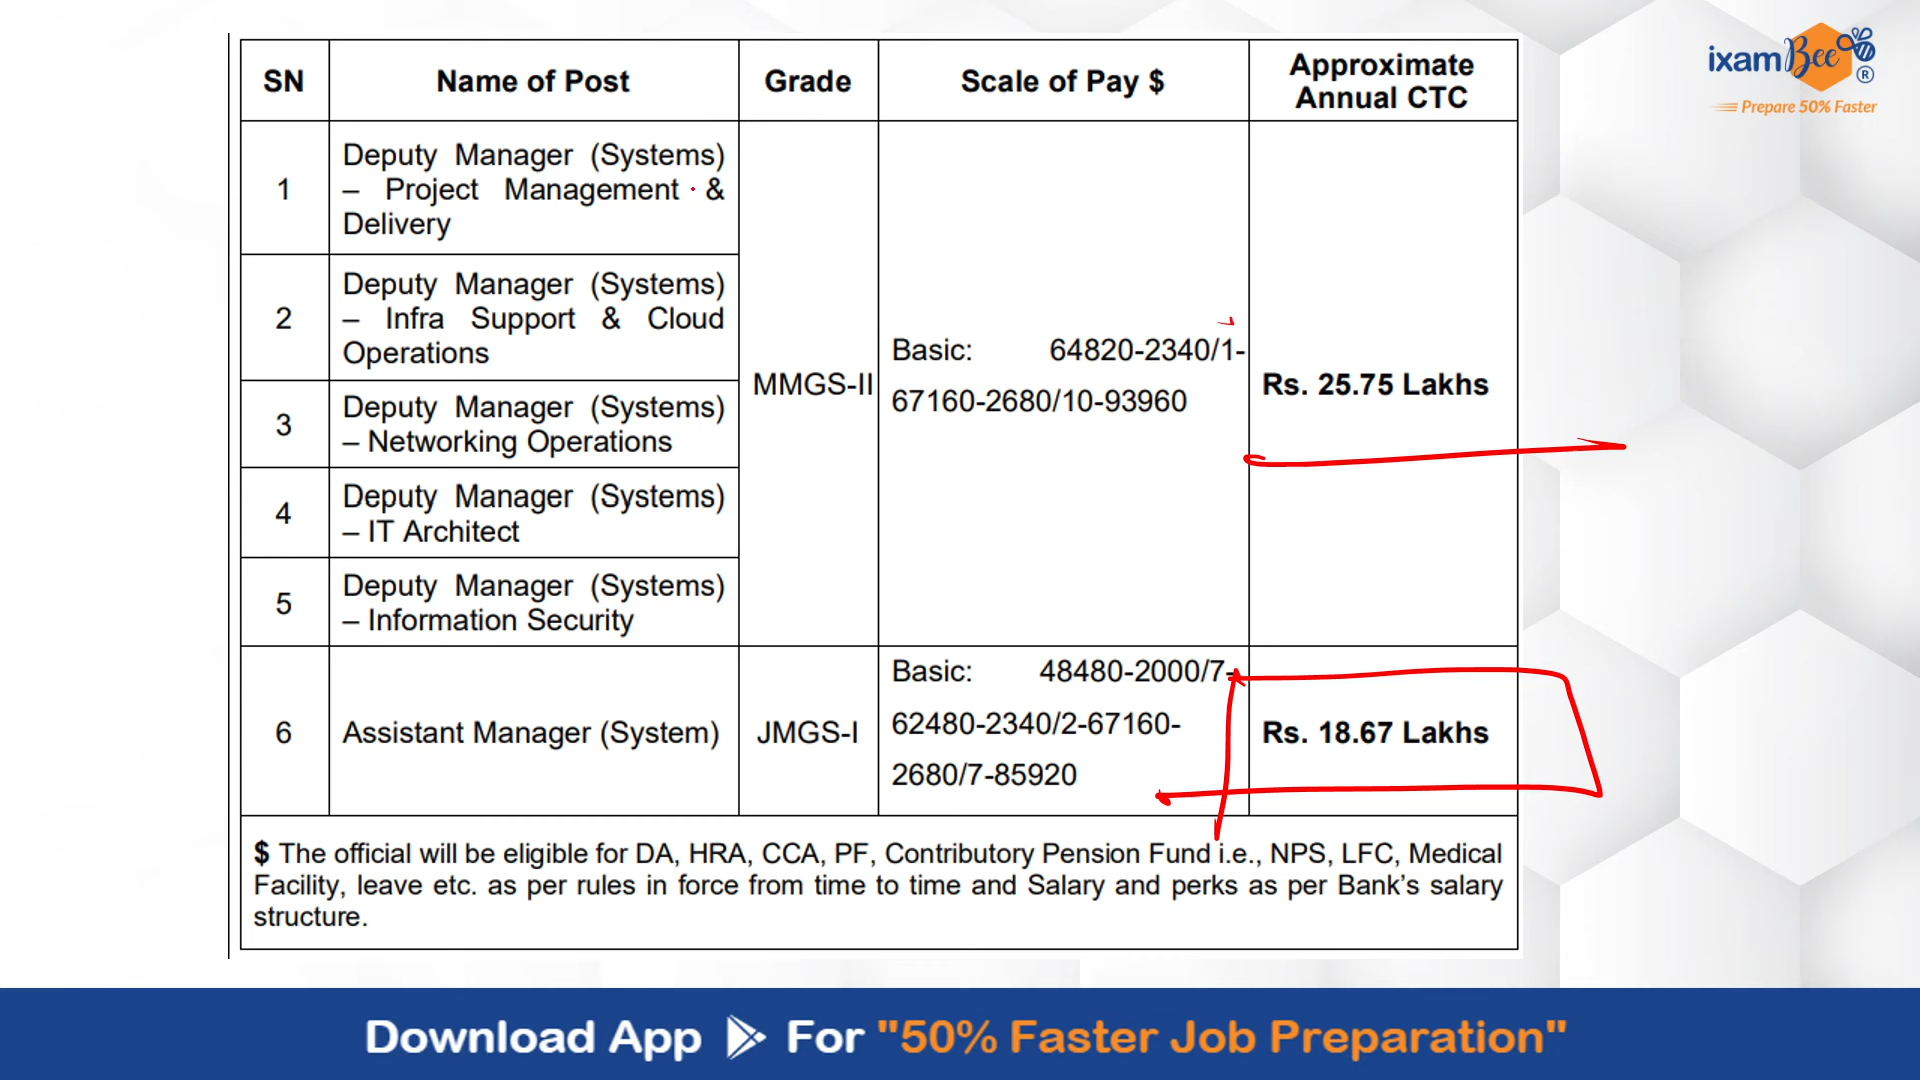 ixamBee®
Prepare 50% Faster
SN Name of Post Grade Scale of Pay $ Approximate Annual CTC
1
Deputy Manager (Systems)
– Project Management &
Delivery
2
Deputy Manager (Systems)
– Infra Support & Cloud
Operations
3
Deputy Manager (Systems)
– Networking Operations
4
Deputy Manager (Systems)
– IT Architect
5
Deputy Manager (Systems)
– Information Security
MMGS-II
Basic: 64820-2340/1-
67160-2680/10-93960
Rs. 25.75 Lakhs
6
Assistant Manager (System)
JMGS-I
Basic: 48480-2000/7-
62480-2340/2-67160-
2680/7-85920
Rs. 18.67 Lakhs
$ The official will be eligible for DA, HRA, CCA, PF, Contributory Pension Fund i.e., NPS, LFC, Medical
Facility, leave etc. as per rules in force from time to time and Salary and perks as per Bank’s salary
structure.
Download App For "50% Faster Job Preparation"